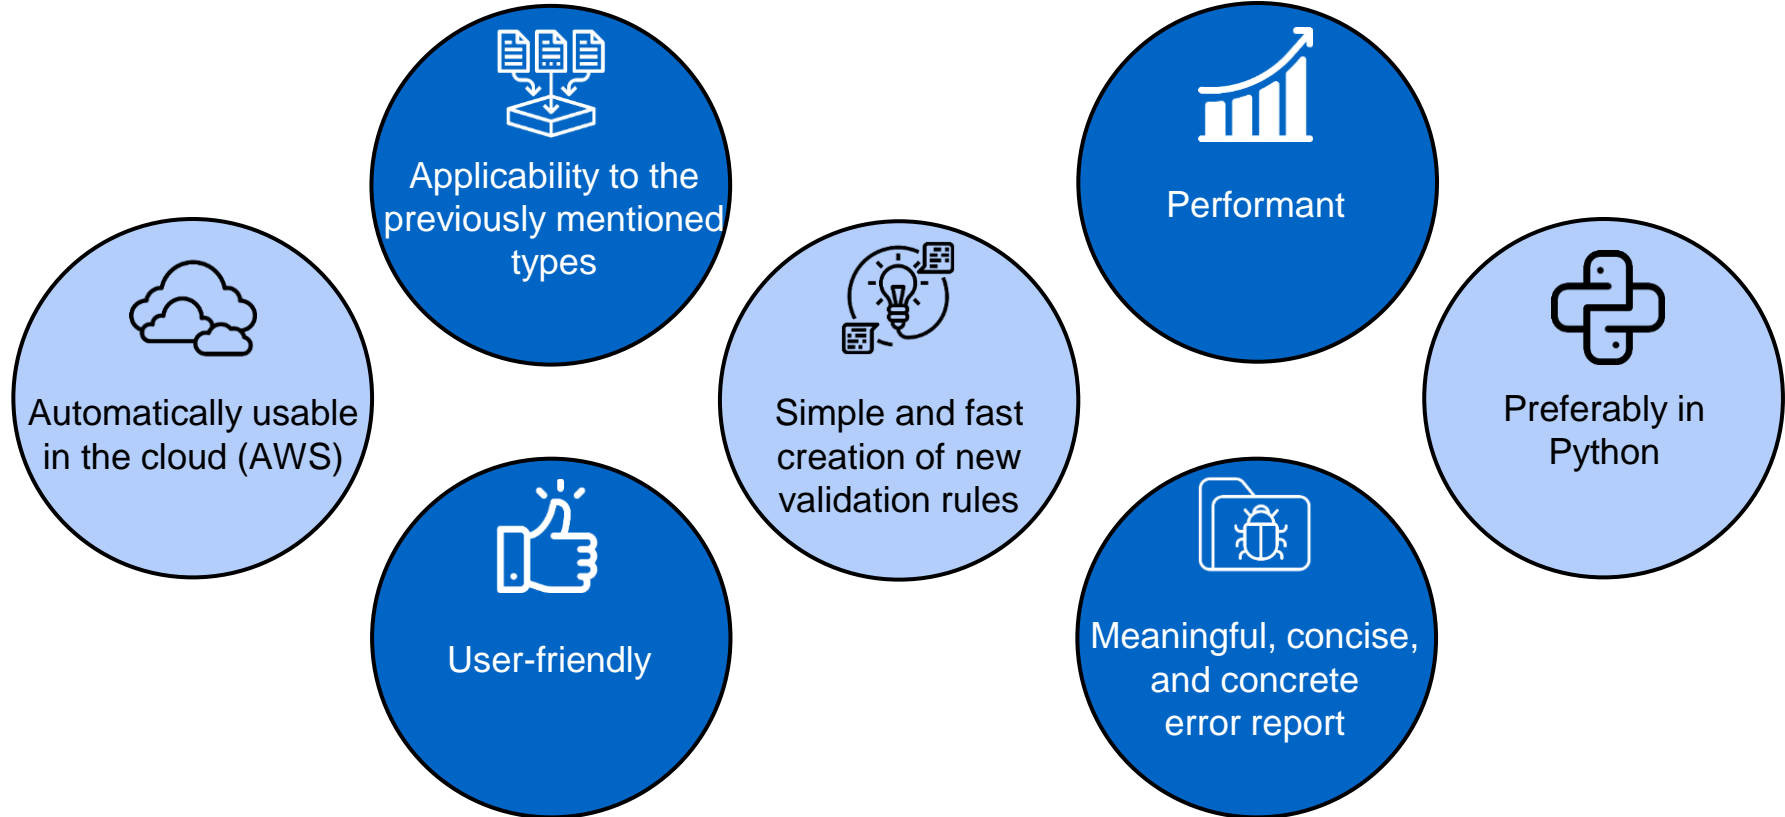 Applicability to the
previously mentioned
types
Performant
Automatically usable
in the cloud (AWS)
Simple and fast
creation of new
validation rules
Preferably in
Python
User-friendly
Meaningful, concise,
and concrete
error report